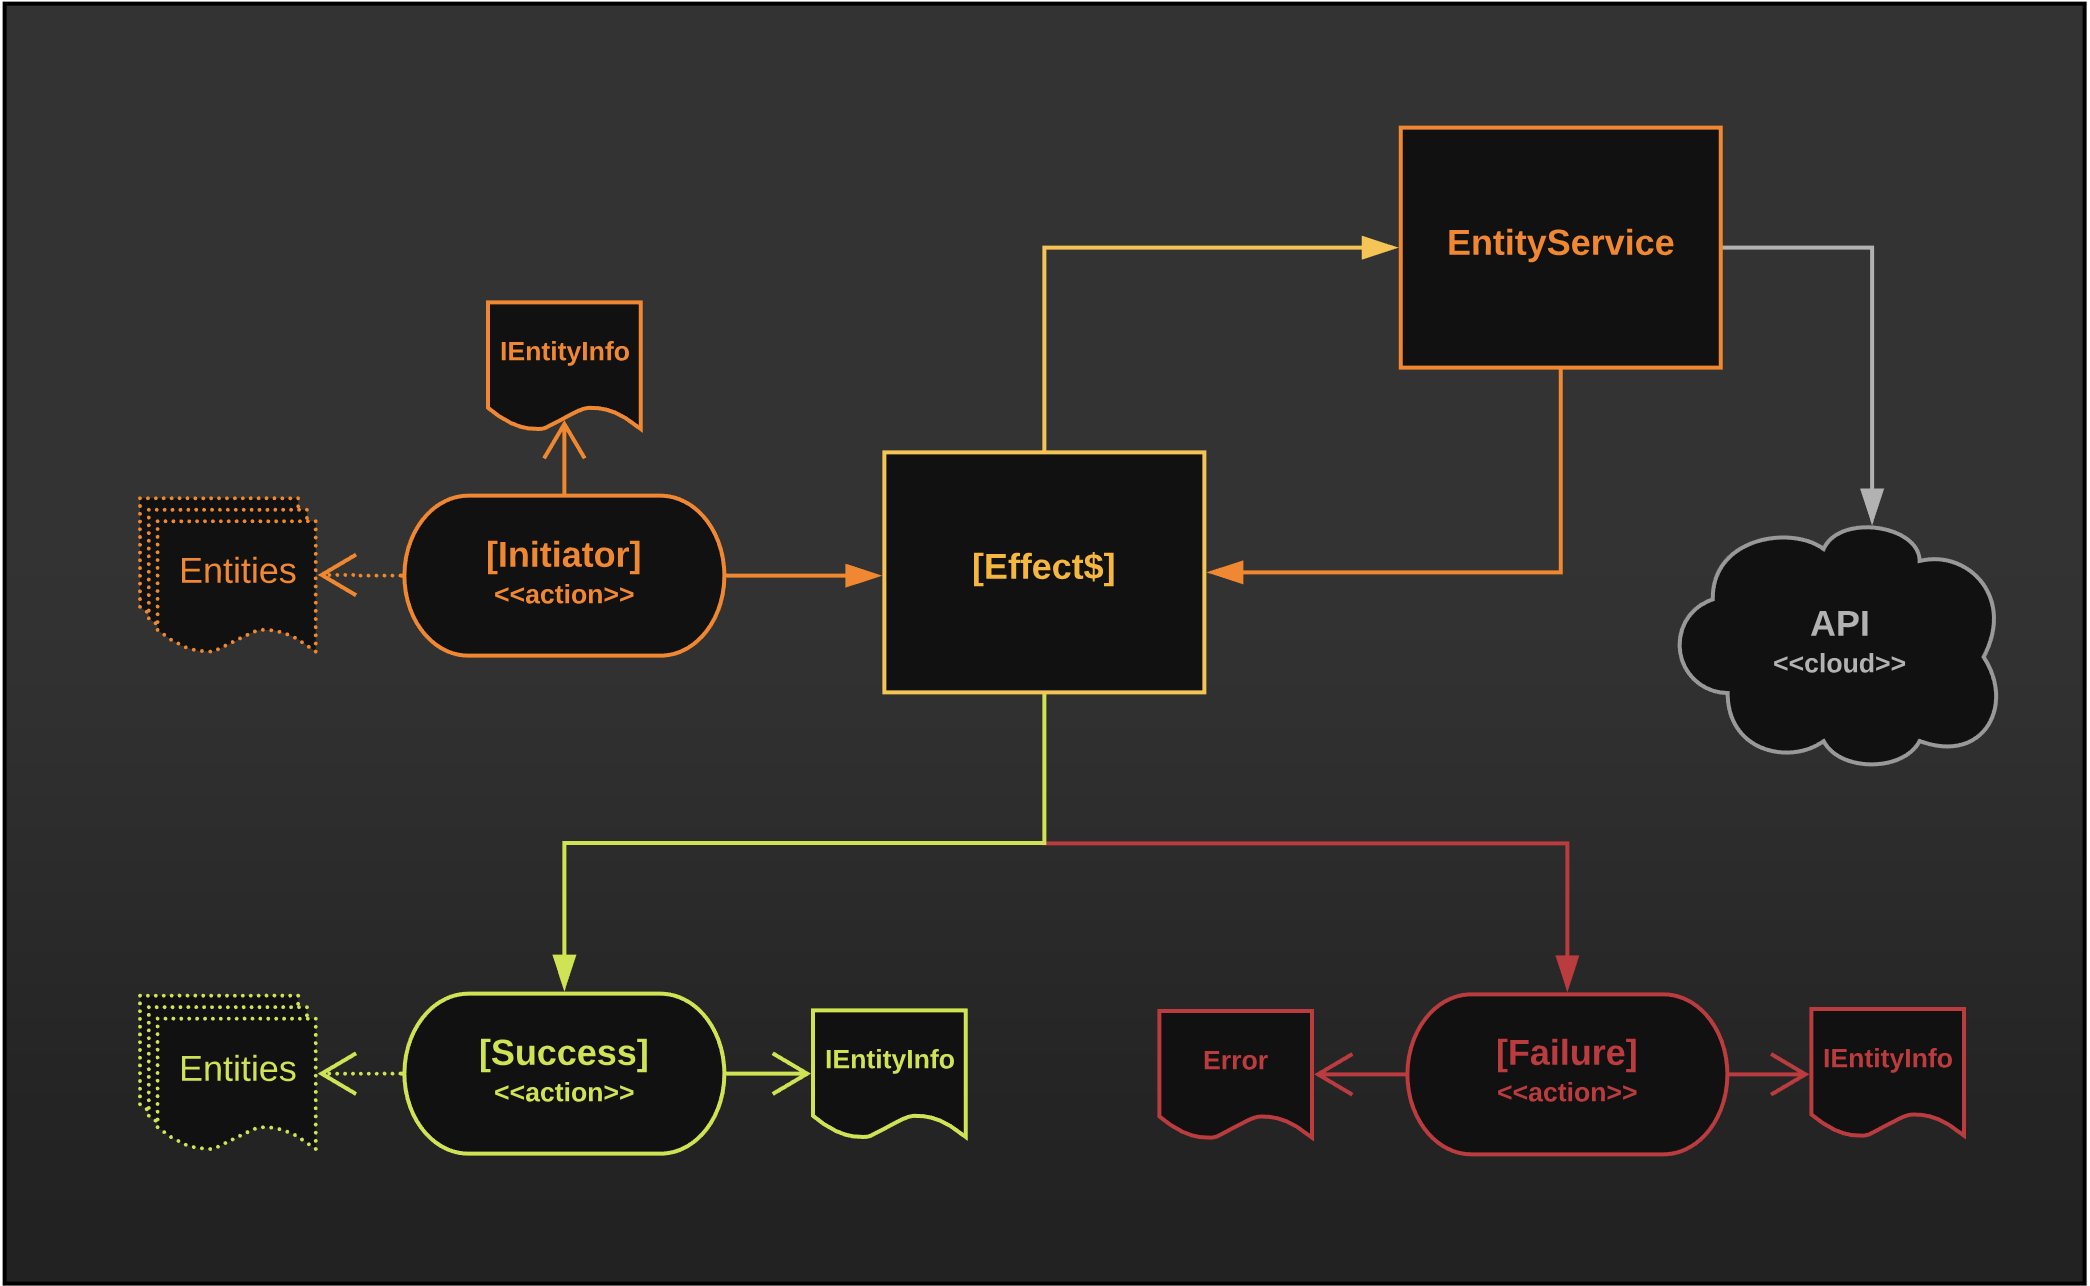 EntityService
IEntityInfo
Entities
[Initiator]
<<action>>
[Effect$]
API
<<cloud>>
Entities
[Success]
<<action>>
IEntityInfo
Error
[Failure]
<<action>>
IEntityInfo